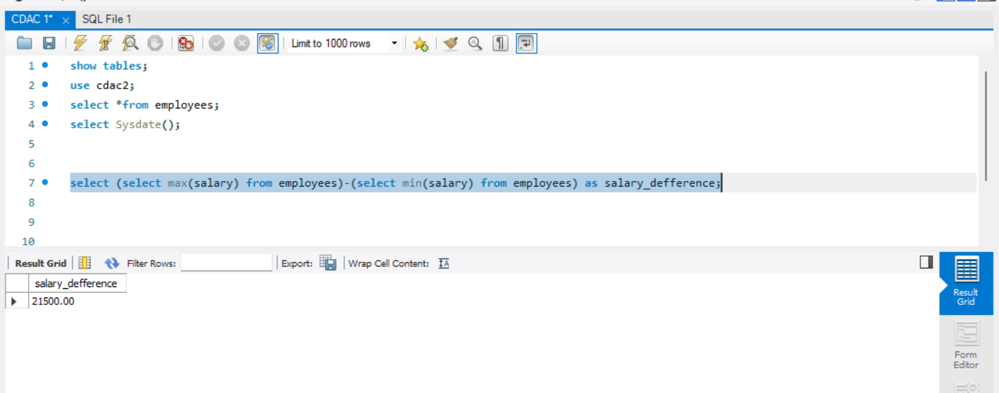 CDAC 1* × SQL File 1
Limit to 1000 rows
1 show tables;
2 use cdac2;
3 select *from employees;
4 select Sysdate();
5
6
7 select (select max(salary) from employees)-(select min(salary) from employees) as salary_defference;
8
9
10
Result Grid Filter Rows: Export: Wrap Cell Content: IA
salary_defference
21500.00
Result
Grid
Form
Editor